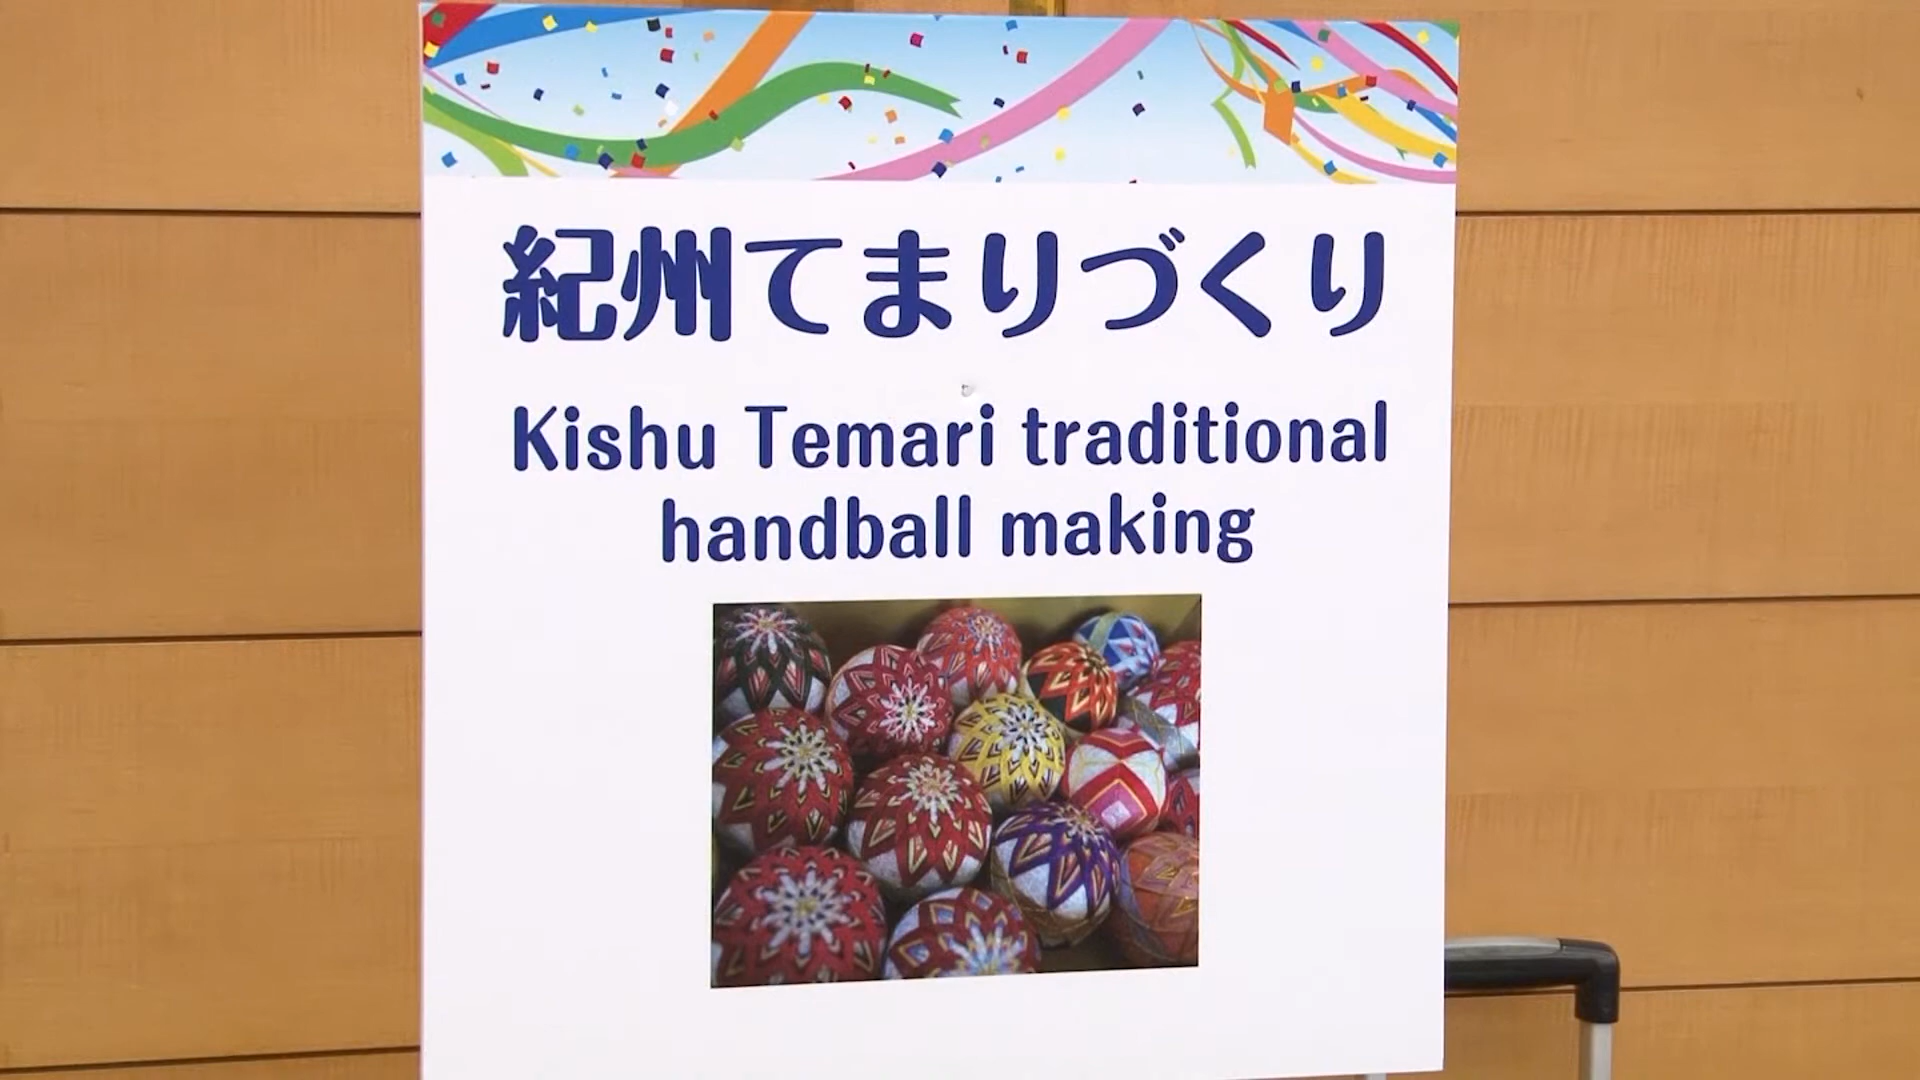 紀州てまりづくり
Kishu Temari traditional
handball making